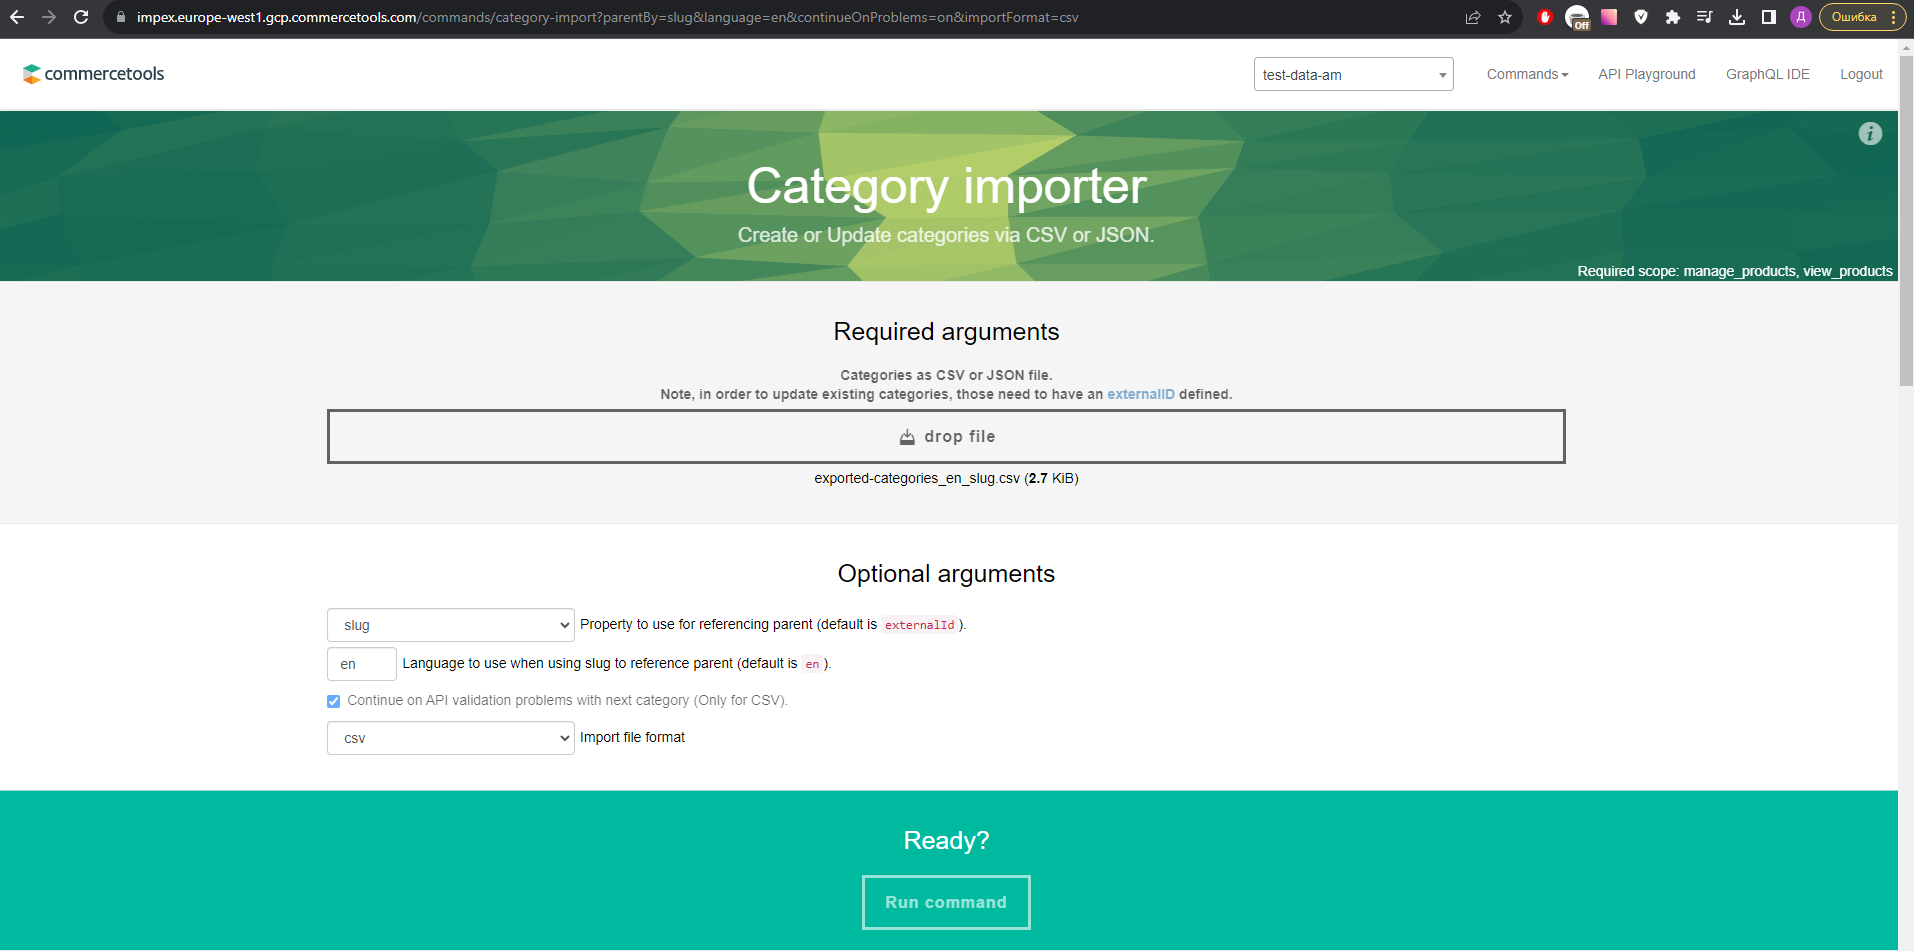 impex.europe-west1.gcp.commercetools.com/commands/category-import?parentBy=slug&language=en&continueOnProblems=on&importFormat=csv
Off
Д
Ошибка
commercetools
test-data-am
Commands
API Playground
GraphQL IDE
Logout
i
Category importer
Create or Update categories via CSV or JSON.
Required scope: manage_products, view_products
Required arguments
Categories as CSV or JSON file.
Note, in order to update existing categories, those need to have an externalID defined.
drop file
exported-categories_en_slug.csv (2.7 KiB)
Optional arguments
slug Property to use for referencing parent (default is externalId ).
en Language to use when using slug to reference parent (default is en ).
Continue on API validation problems with next category (Only for CSV).
csv Import file format
Ready?
Run command